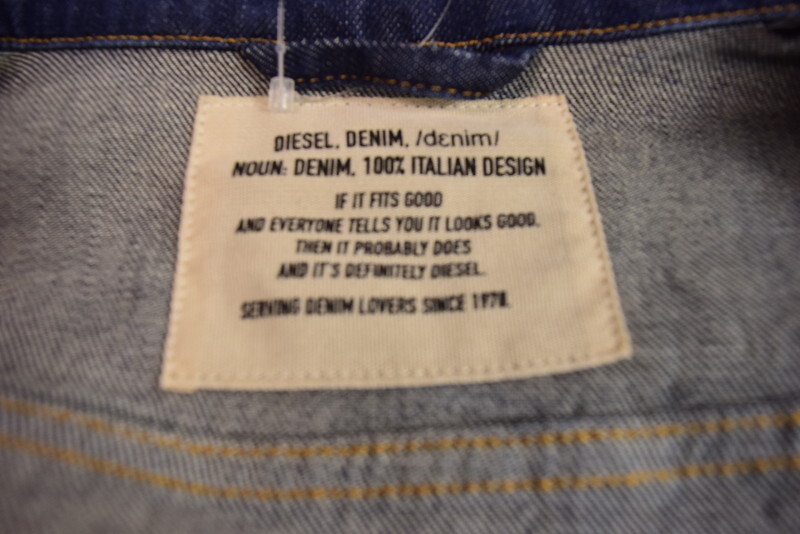 DIESEL, DENIM, /dɛnim/
NOUN: DENIM, 100% ITALIAN DESIGN
IF IT FITS GOOD
AND EVERYONE TELLS YOU IT LOOKS GOOD,
THEN IT PROBABLY DOES
AND IT'S DEFINITELY DIESEL.
SERVING DENIM LOVERS SINCE 1978.